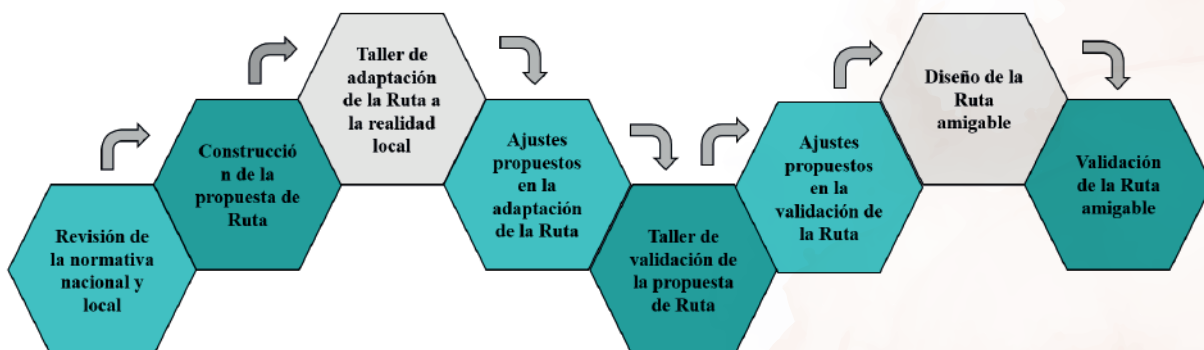 Revisión de
la normativa
nacional y
local
Construcció
n de la
propuesta de
Ruta
Taller de
adaptación
de la Ruta a
la realidad
local
Ajustes
propuestos
en la
adaptación
de la Ruta
Taller de
validación de
la propuesta
de Ruta
Ajustes
propuestos
en la
validación de
la Ruta
Diseño de la
Ruta
amigable
Validación
de la Ruta
amigable